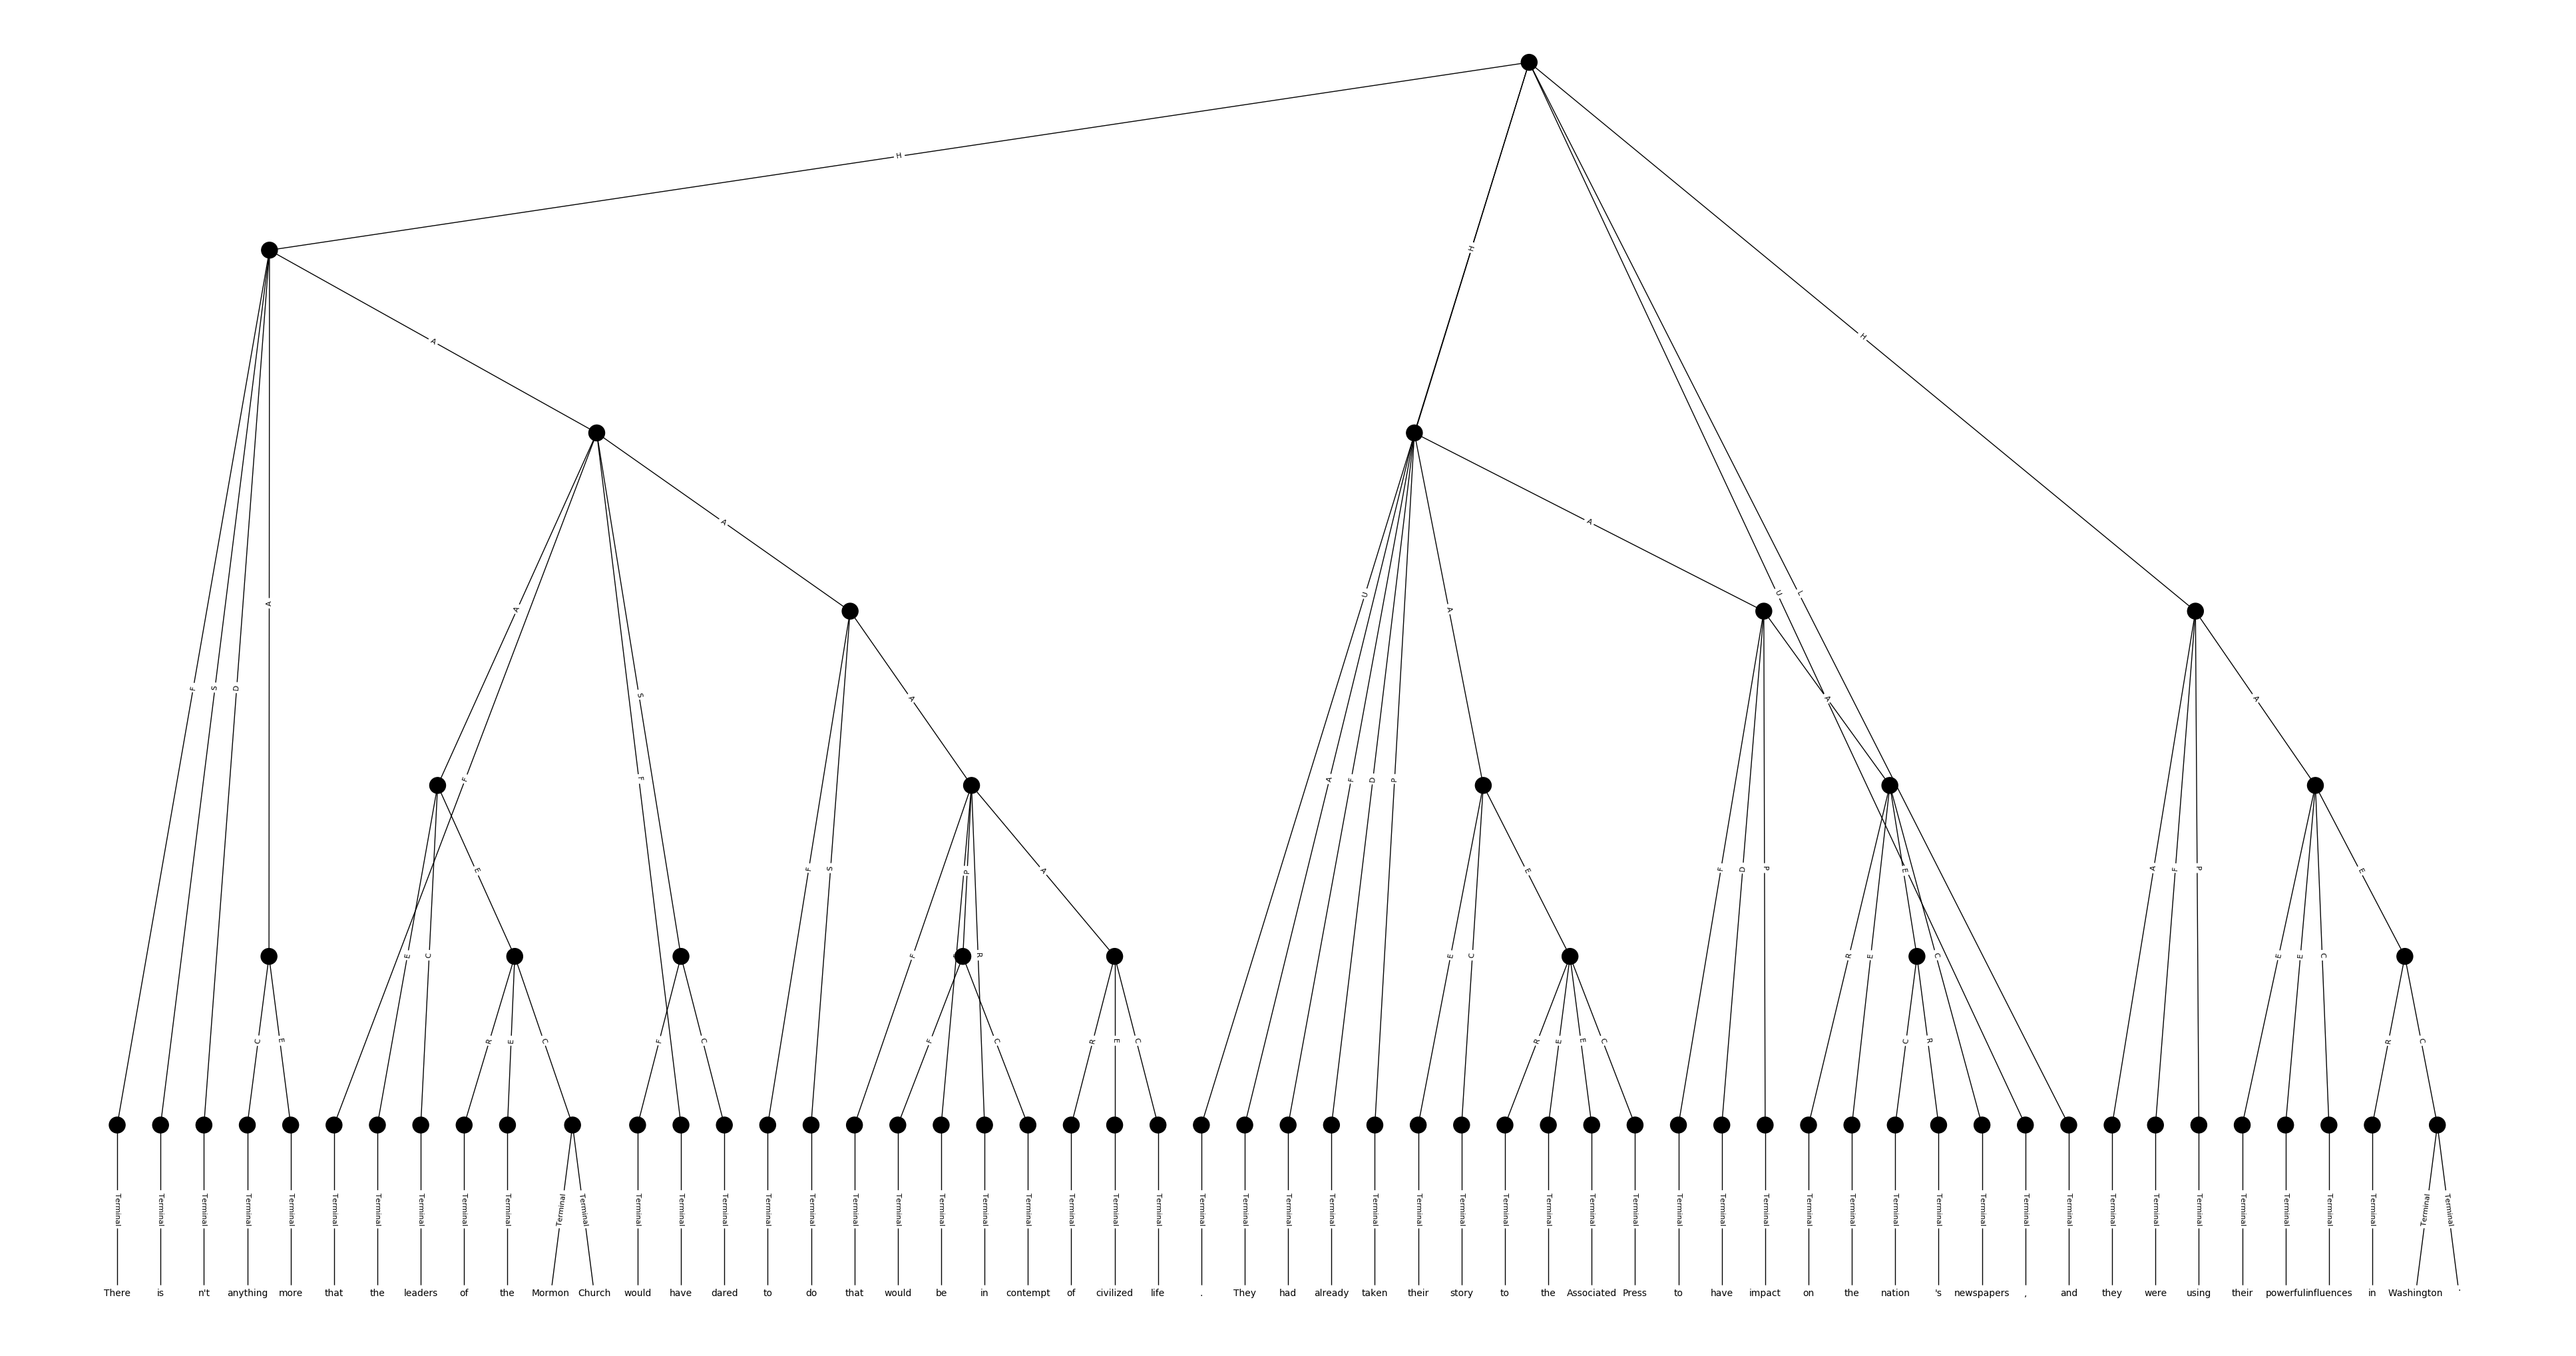 H
H
H
A
A
A
U
L
A
A
F
S
D
A
S
U
A
F
F
A
A
A
A
F
D
P
E
F
S
P
A
E
F
D
P
E
A
F
P
E
E
C
F
R
E
C
R
E
C
E
E
C
C
E
R
E
C
F
C
F
C
R
E
C
R
E
E
C
C
R
R
C
Terminal Terminal Terminal Terminal Terminal Terminal Terminal Terminal Terminal Terminal Terminal Terminal Terminal Terminal Terminal Terminal Terminal Terminal Terminal Terminal Terminal Terminal Terminal Terminal Terminal Terminal Terminal Terminal Terminal Terminal Terminal Terminal Terminal Terminal Terminal Terminal Terminal Terminal Terminal Terminal Terminal Terminal Terminal Terminal Terminal Terminal Terminal Terminal Terminal Terminal Terminal Terminal Terminal Terminal Terminal
There is n't anything more that the leaders of the Mormon Church would have dared to do that would be in contempt of civilized life . They had already taken their story to the Associated Press to have impact on the nation 's newspapers , and they were using their powerful influences in Washington